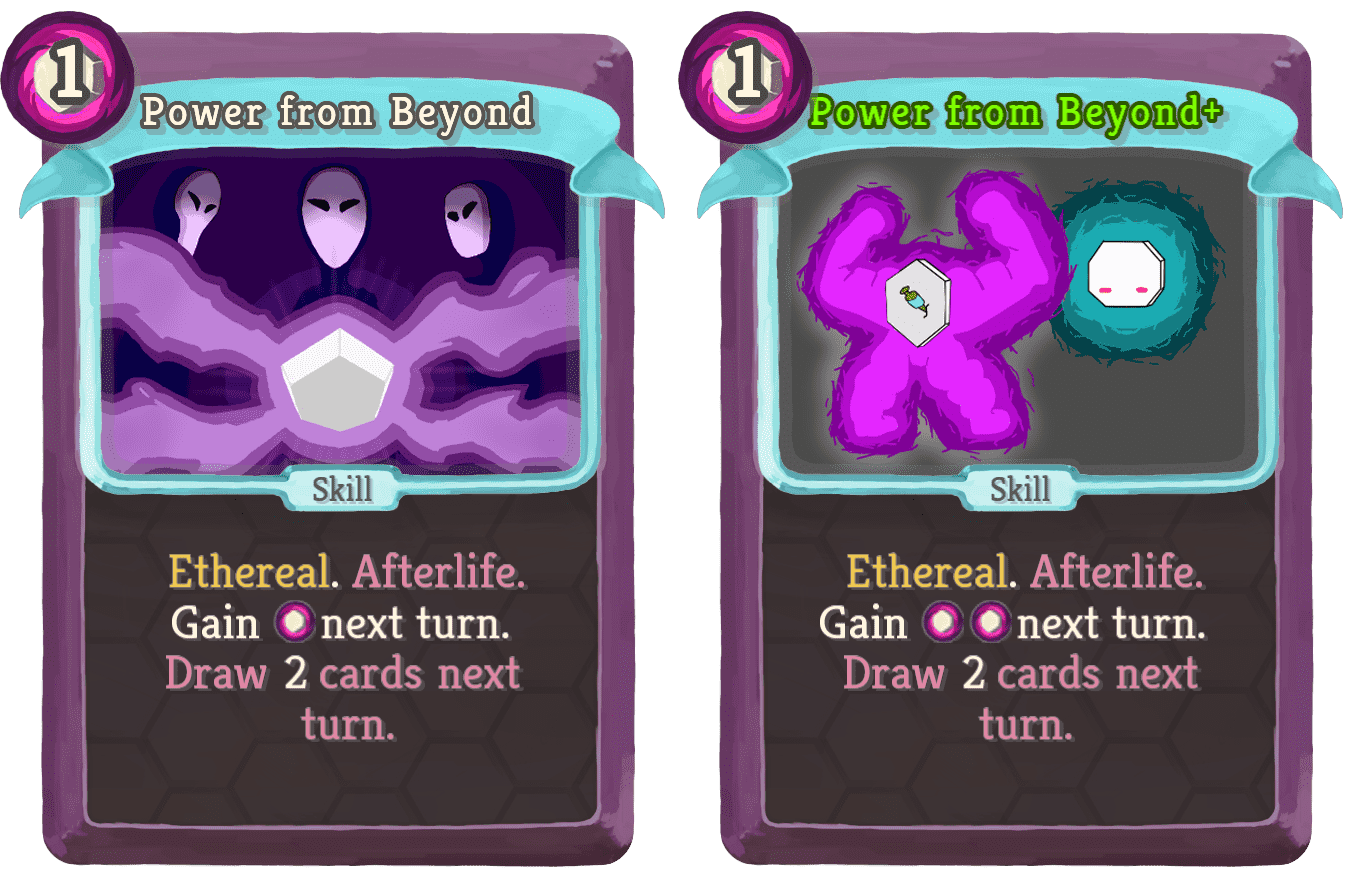 1
Power from Beyond
Skill
Ethereal. Afterlife.
Gain next turn.
Draw 2 cards next
turn.
1
Power from Beyond+
Skill
Ethereal. Afterlife.
Gain next turn.
Draw 2 cards next
turn.